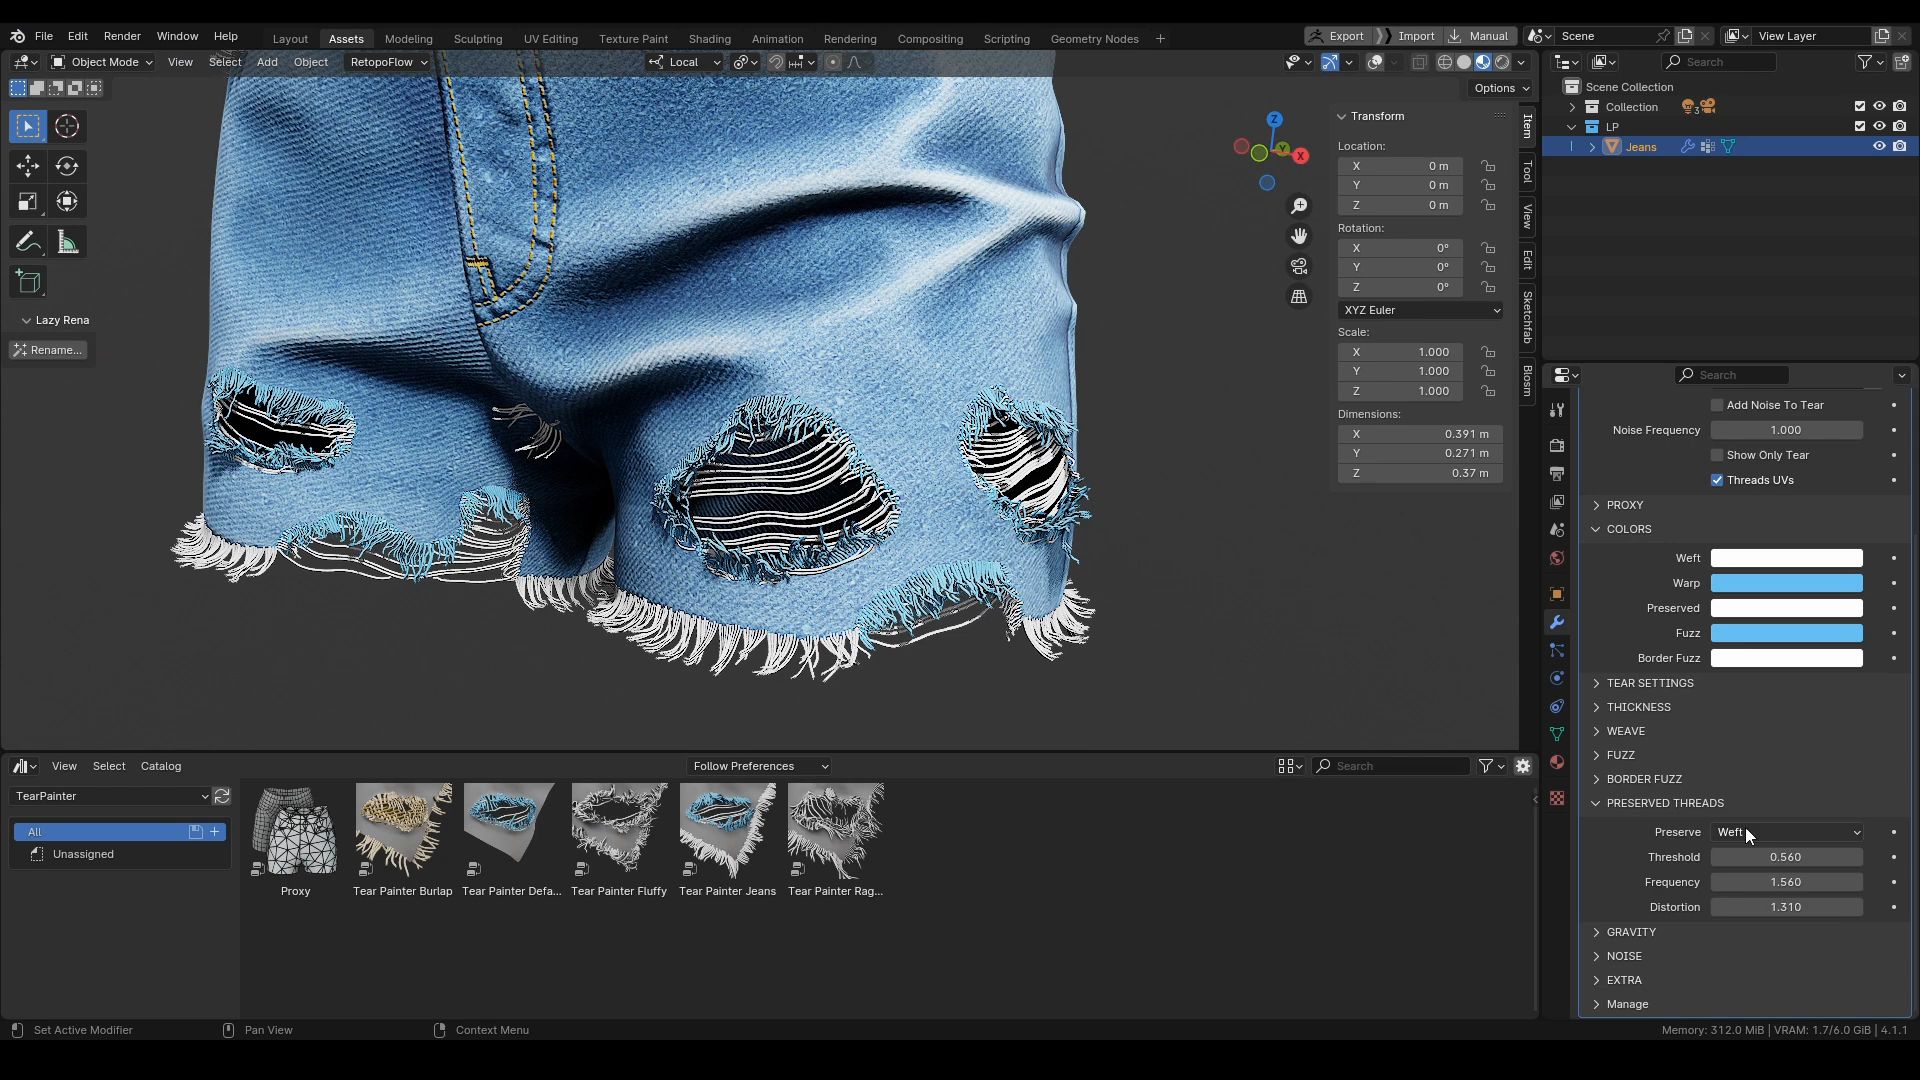 File Edit Render Window Help Layout Assets Modeling Sculpting UV Editing Texture Paint Shading Animation Rendering Compositing Scripting Geometry Nodes + Export Import Manual Scene View Layer
Object Mode View Select Add Object RetopoFlow Local Search
Options
Scene Collection
Collection 3
LP
Jeans
Lazy Rena
Rename...
Z
Y
X
Item
Tool
View
Edit
Sketchfab
Blosm
Transform
Location:
X 0 m
Y 0 m
Z 0 m
Rotation:
X 0°
Y 0°
Z 0°
XYZ Euler
Scale:
X 1.000
Y 1.000
Z 1.000
Dimensions:
X 0.391 m
Y 0.271 m
Z 0.37 m
Search
Add Noise To Tear
Noise Frequency 1.000
Show Only Tear
Threads UVs
PROXY
COLORS
Weft
Warp
Preserved
Fuzz
Border Fuzz
TEAR SETTINGS
THICKNESS
WEAVE
FUZZ
BORDER FUZZ
PRESERVED THREADS
Preserve Weft
Threshold 0.560
Frequency 1.560
Distortion 1.310
GRAVITY
NOISE
EXTRA
Manage
View Select Catalog Follow Preferences Search
TearPainter
All
Unassigned
Proxy Tear Painter Burlap Tear Painter Defa... Tear Painter Fluffy Tear Painter Jeans Tear Painter Rag...
Set Active Modifier Pan View Context Menu Memory: 312.0 MiB | VRAM: 1.7/6.0 GiB | 4.1.1